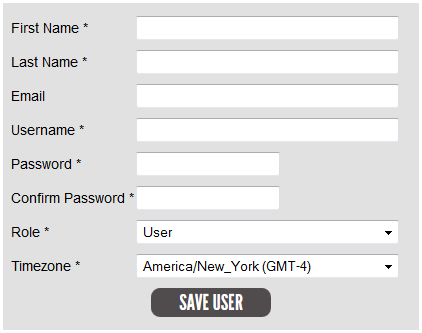 First Name *
Last Name *
Email
Username *
Password *
Confirm Password *
Role * User
Timezone * America/New_York (GMT-4)
SAVE USER